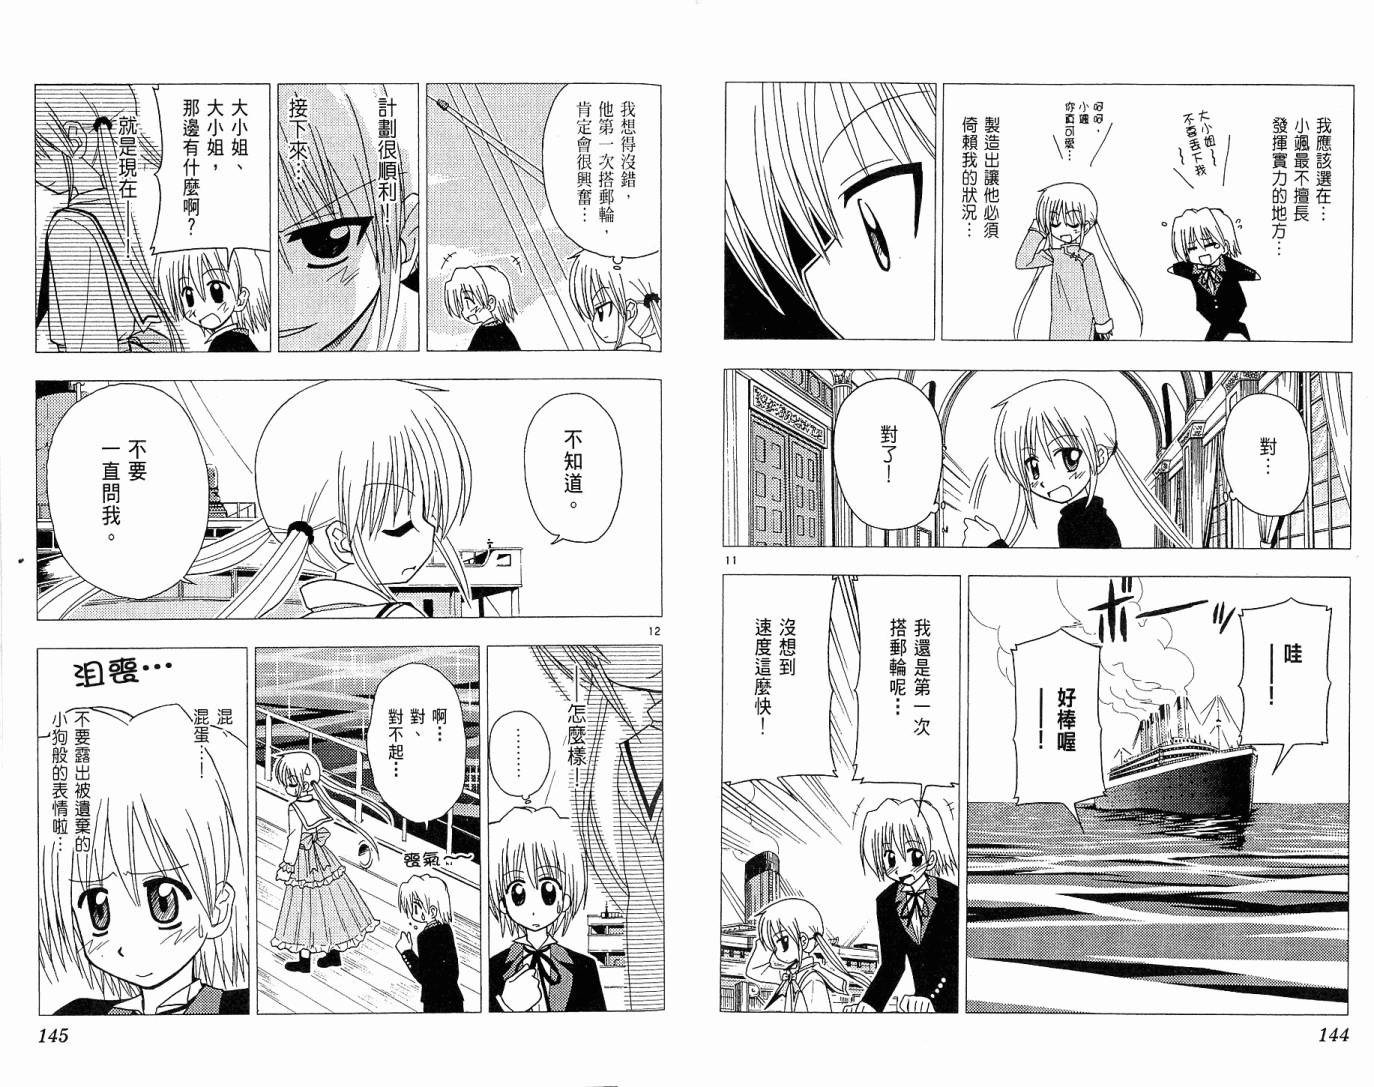 我應該選在…
小颯最不擅長
發揮實力的地方…
大小姐～
不要丟下我
呵呵，
小颯
你真可愛…
製造出讓他必須
倚賴我的狀況…
對…
對了！
11
哇
——！
好棒喔
——！
我還是第一次
搭郵輪呢…
沒想到
速度這麼快！
144
我想得沒錯，
他第一次搭郵輪，
肯定會很興奮…
計劃很順利！
接下來…
大小姐、
大小姐，
那邊有什麼啊？
就是現在——！
不知道。
不要
一直問我。
12
——怎麼樣！
………
啊…
對、
對不起…
喪氣…～
沮喪…
混、
混蛋…！
不要露出被遺棄的
小狗般的表情啦…
145